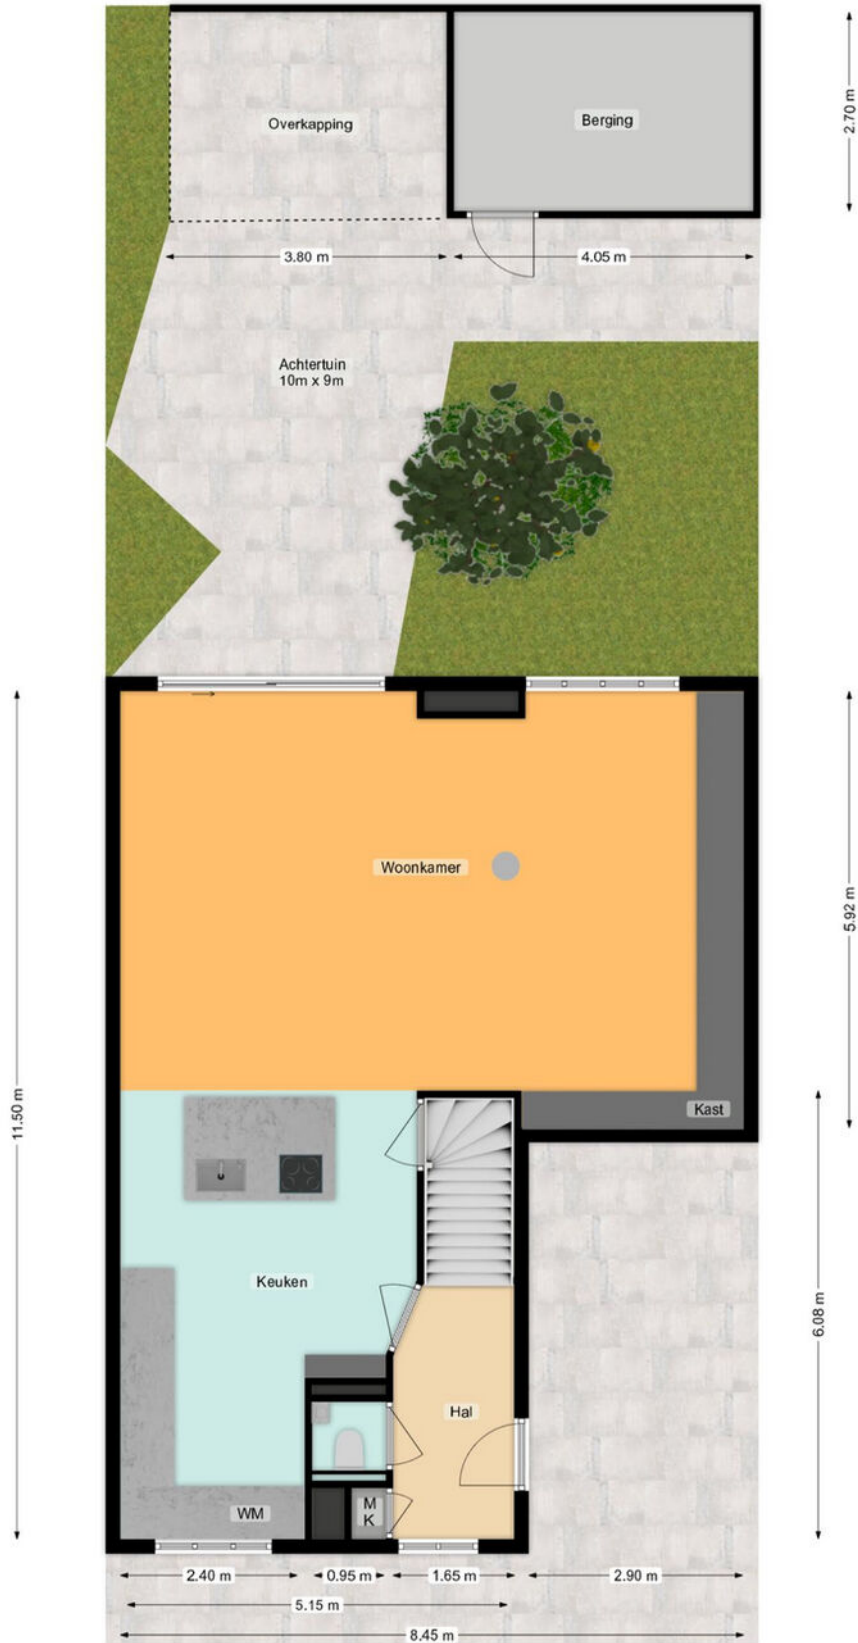 Overkapping
Berging
2.70 m
3.80 m
4.05 m
Achtertuin
10m x 9m
Woonkamer
5.92 m
11.50 m
Kast
Keuken
6.08 m
Hal
WM
M
K
2.40 m
0.95 m
1.65 m
2.90 m
5.15 m
8.45 m